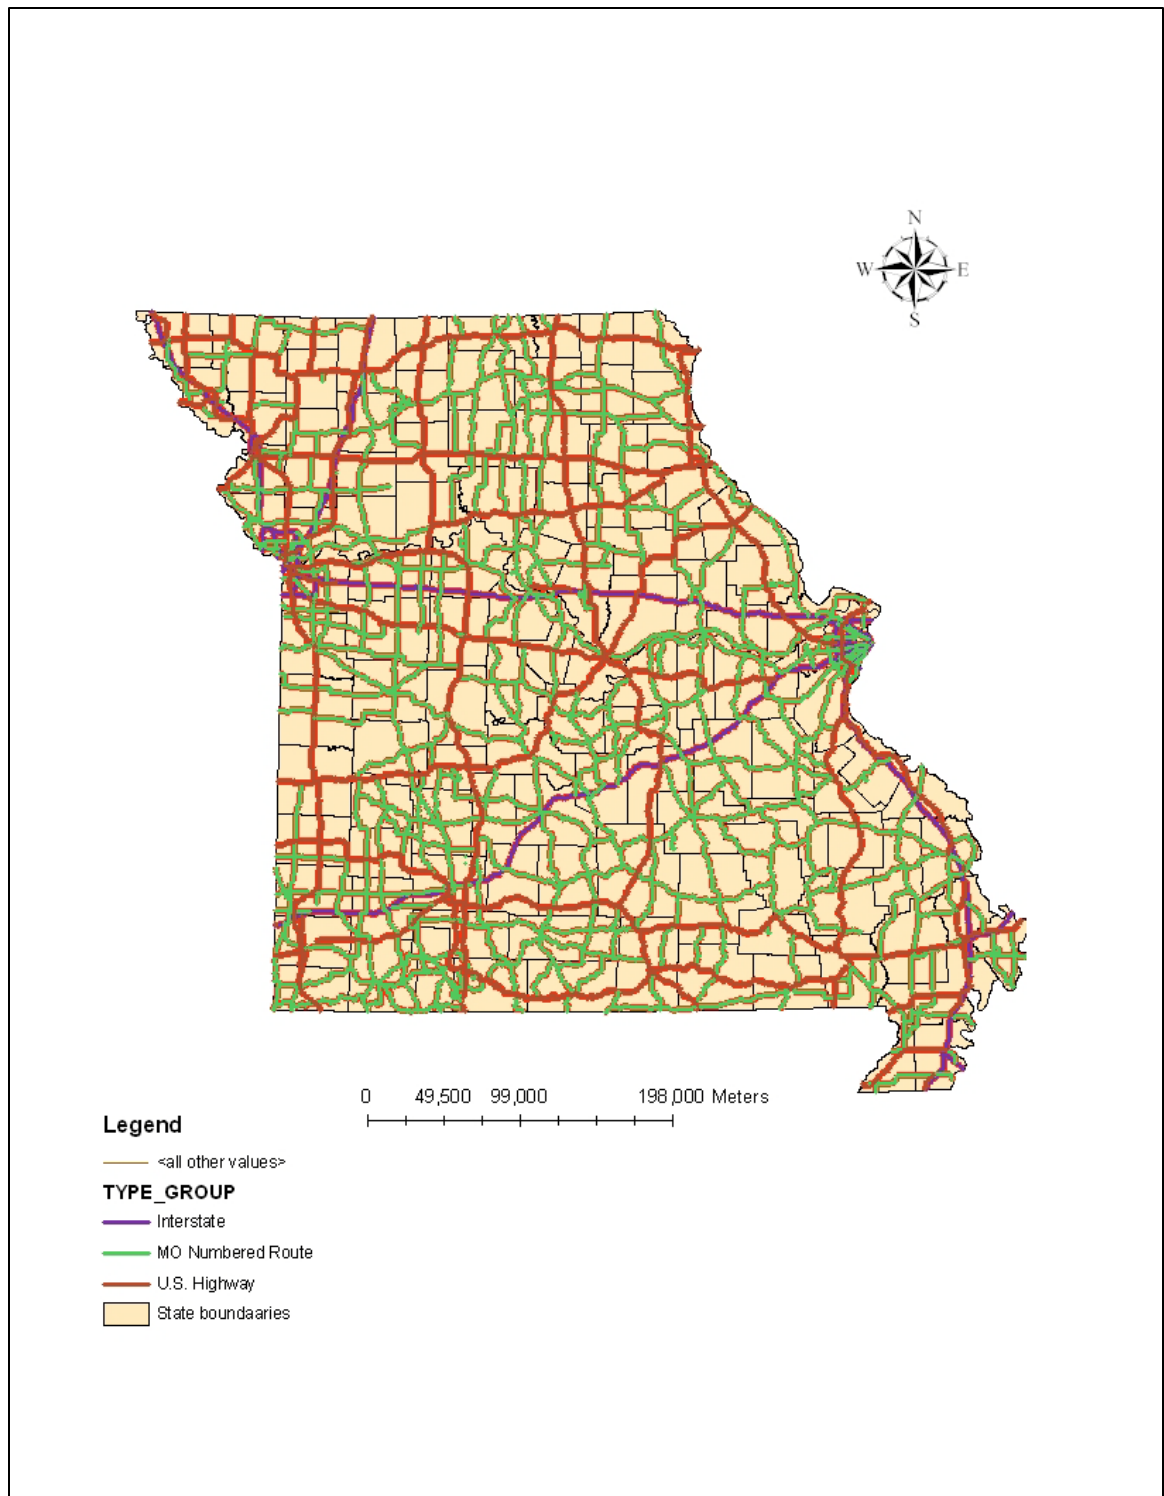 N
W E
S
0 49,500 99,000 198,000 Meters
Legend
<all other values>
TYPE_GROUP
Interstate
MO Numbered Route
U.S. Highway
State boundaaries